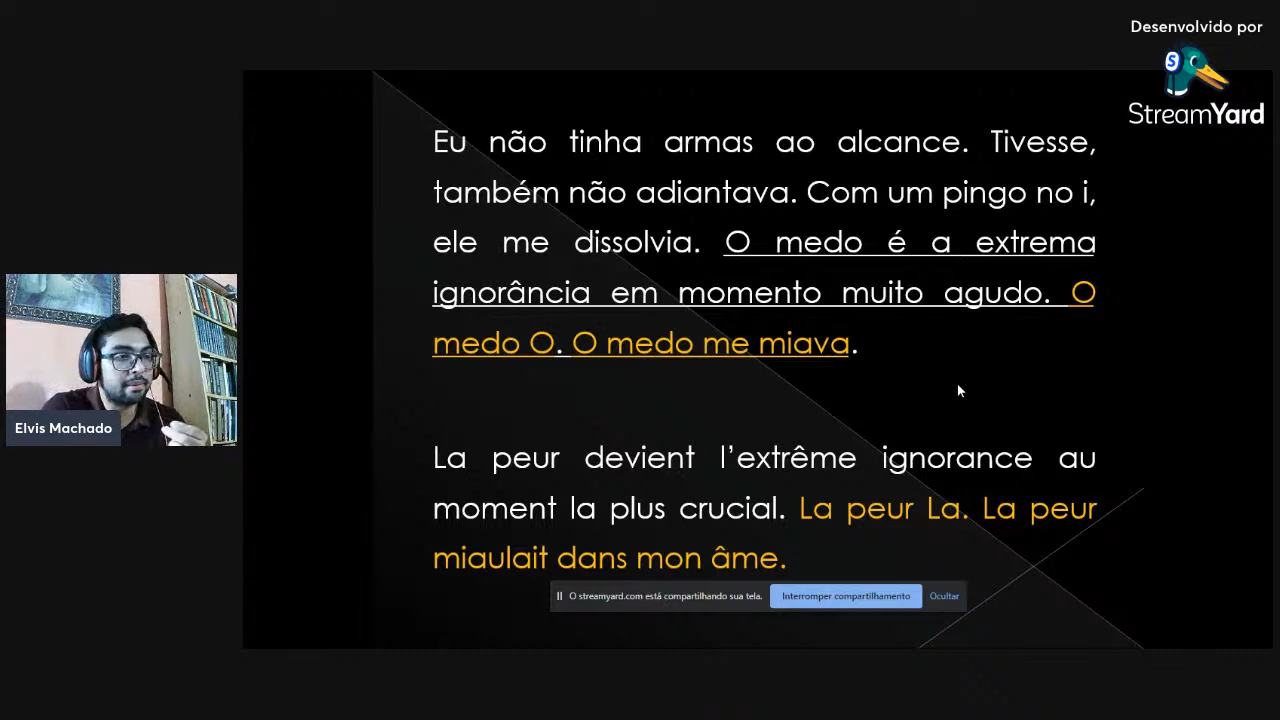 Desenvolvido por
StreamYard
Eu não tinha armas ao alcance. Tivesse,
também não adiantava. Com um pingo no i,
ele me dissolvia. O medo é a extrema
ignorância em momento muito agudo. O
medo O. O medo me miava.
Elvis Machado
La peur devient l’extrême ignorance au
moment la plus crucial. La peur La. La peur
miaulait dans mon âme.
O streamyard.com está compartilhando sua tela. Interromper compartilhamento Ocultar